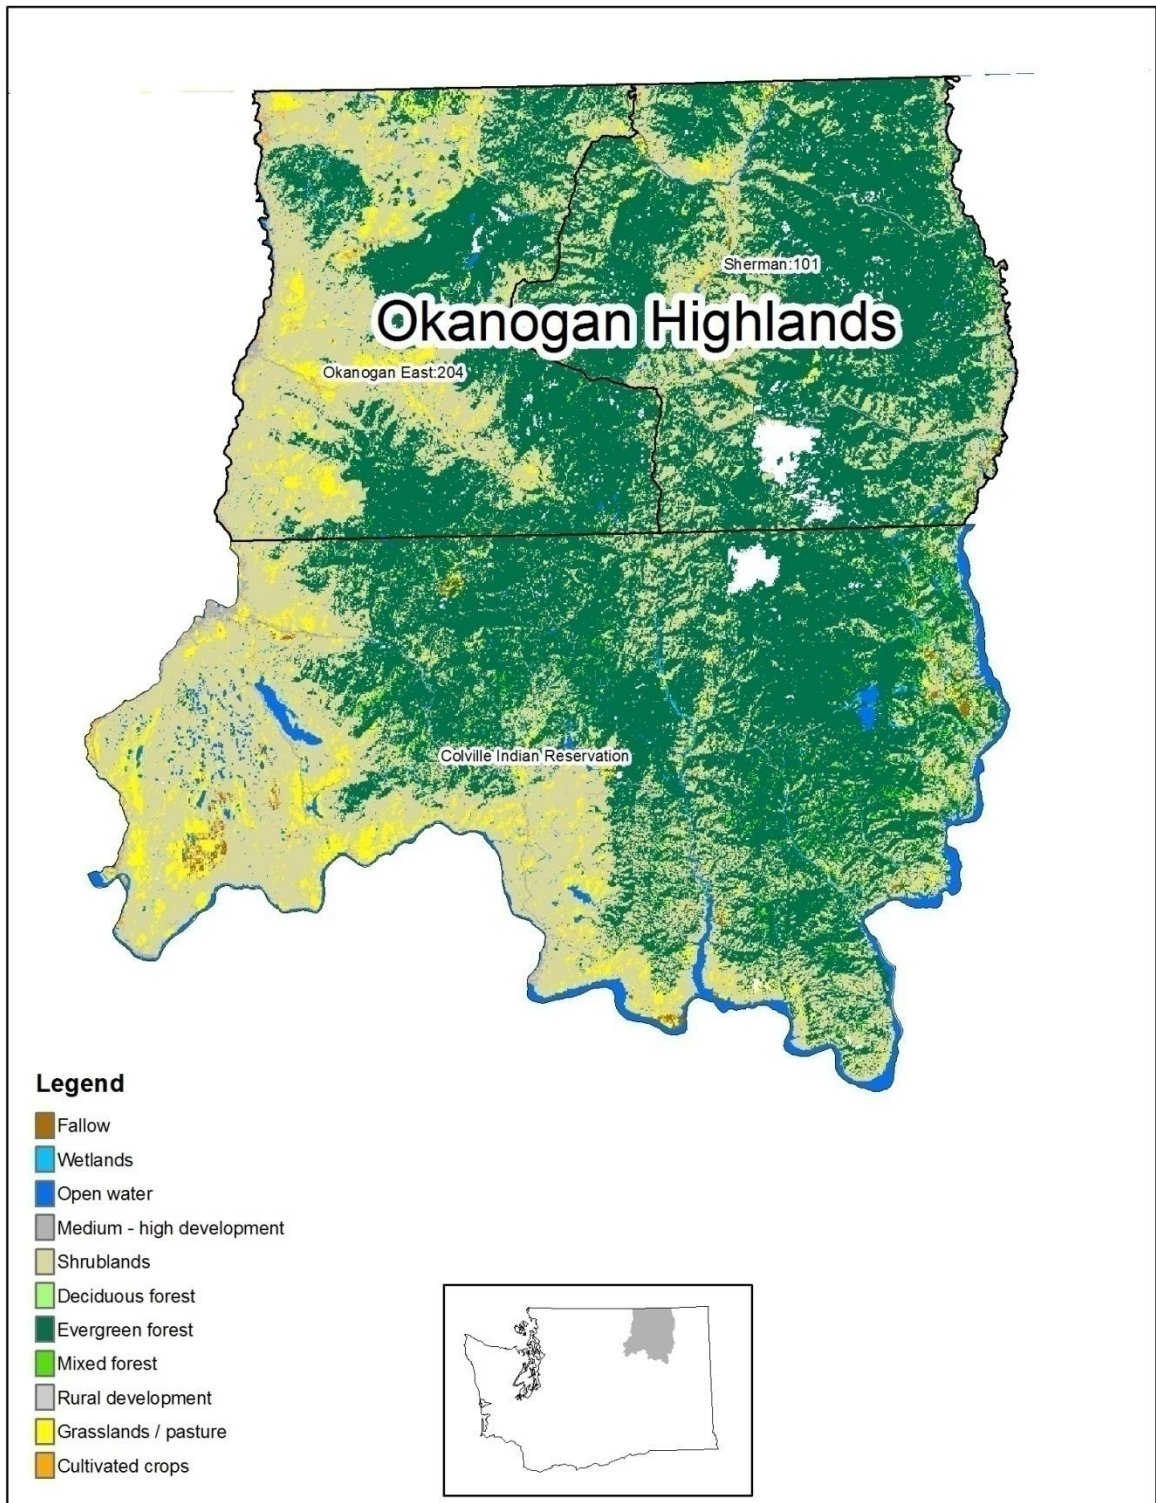 Sherman:101
Okanogan Highlands
Okanogan East:204
Colville Indian Reservation
Legend
Fallow
Wetlands
Open water
Medium - high development
Shrublands
Deciduous forest
Evergreen forest
Mixed forest
Rural development
Grasslands / pasture
Cultivated crops